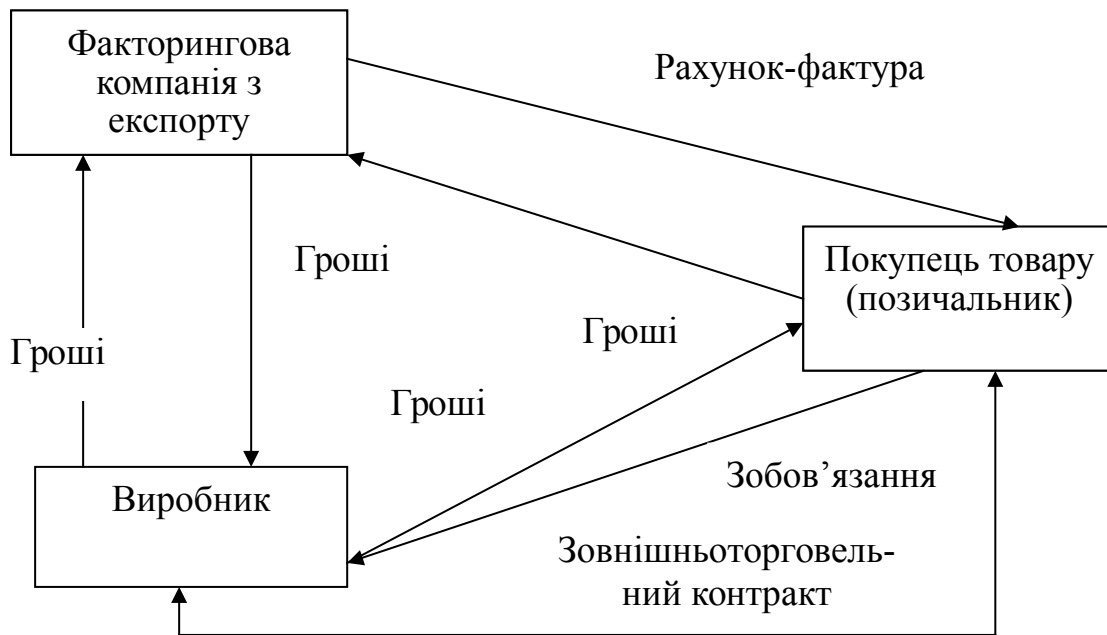 Факторингова
компанія з
експорту
Рахунок-фактура
Гроші
Покупець товару
(позичальник)
Гроші
Гроші
Гроші
Виробник
Зобов’язання
Зовнішньоторговель-
ний контракт